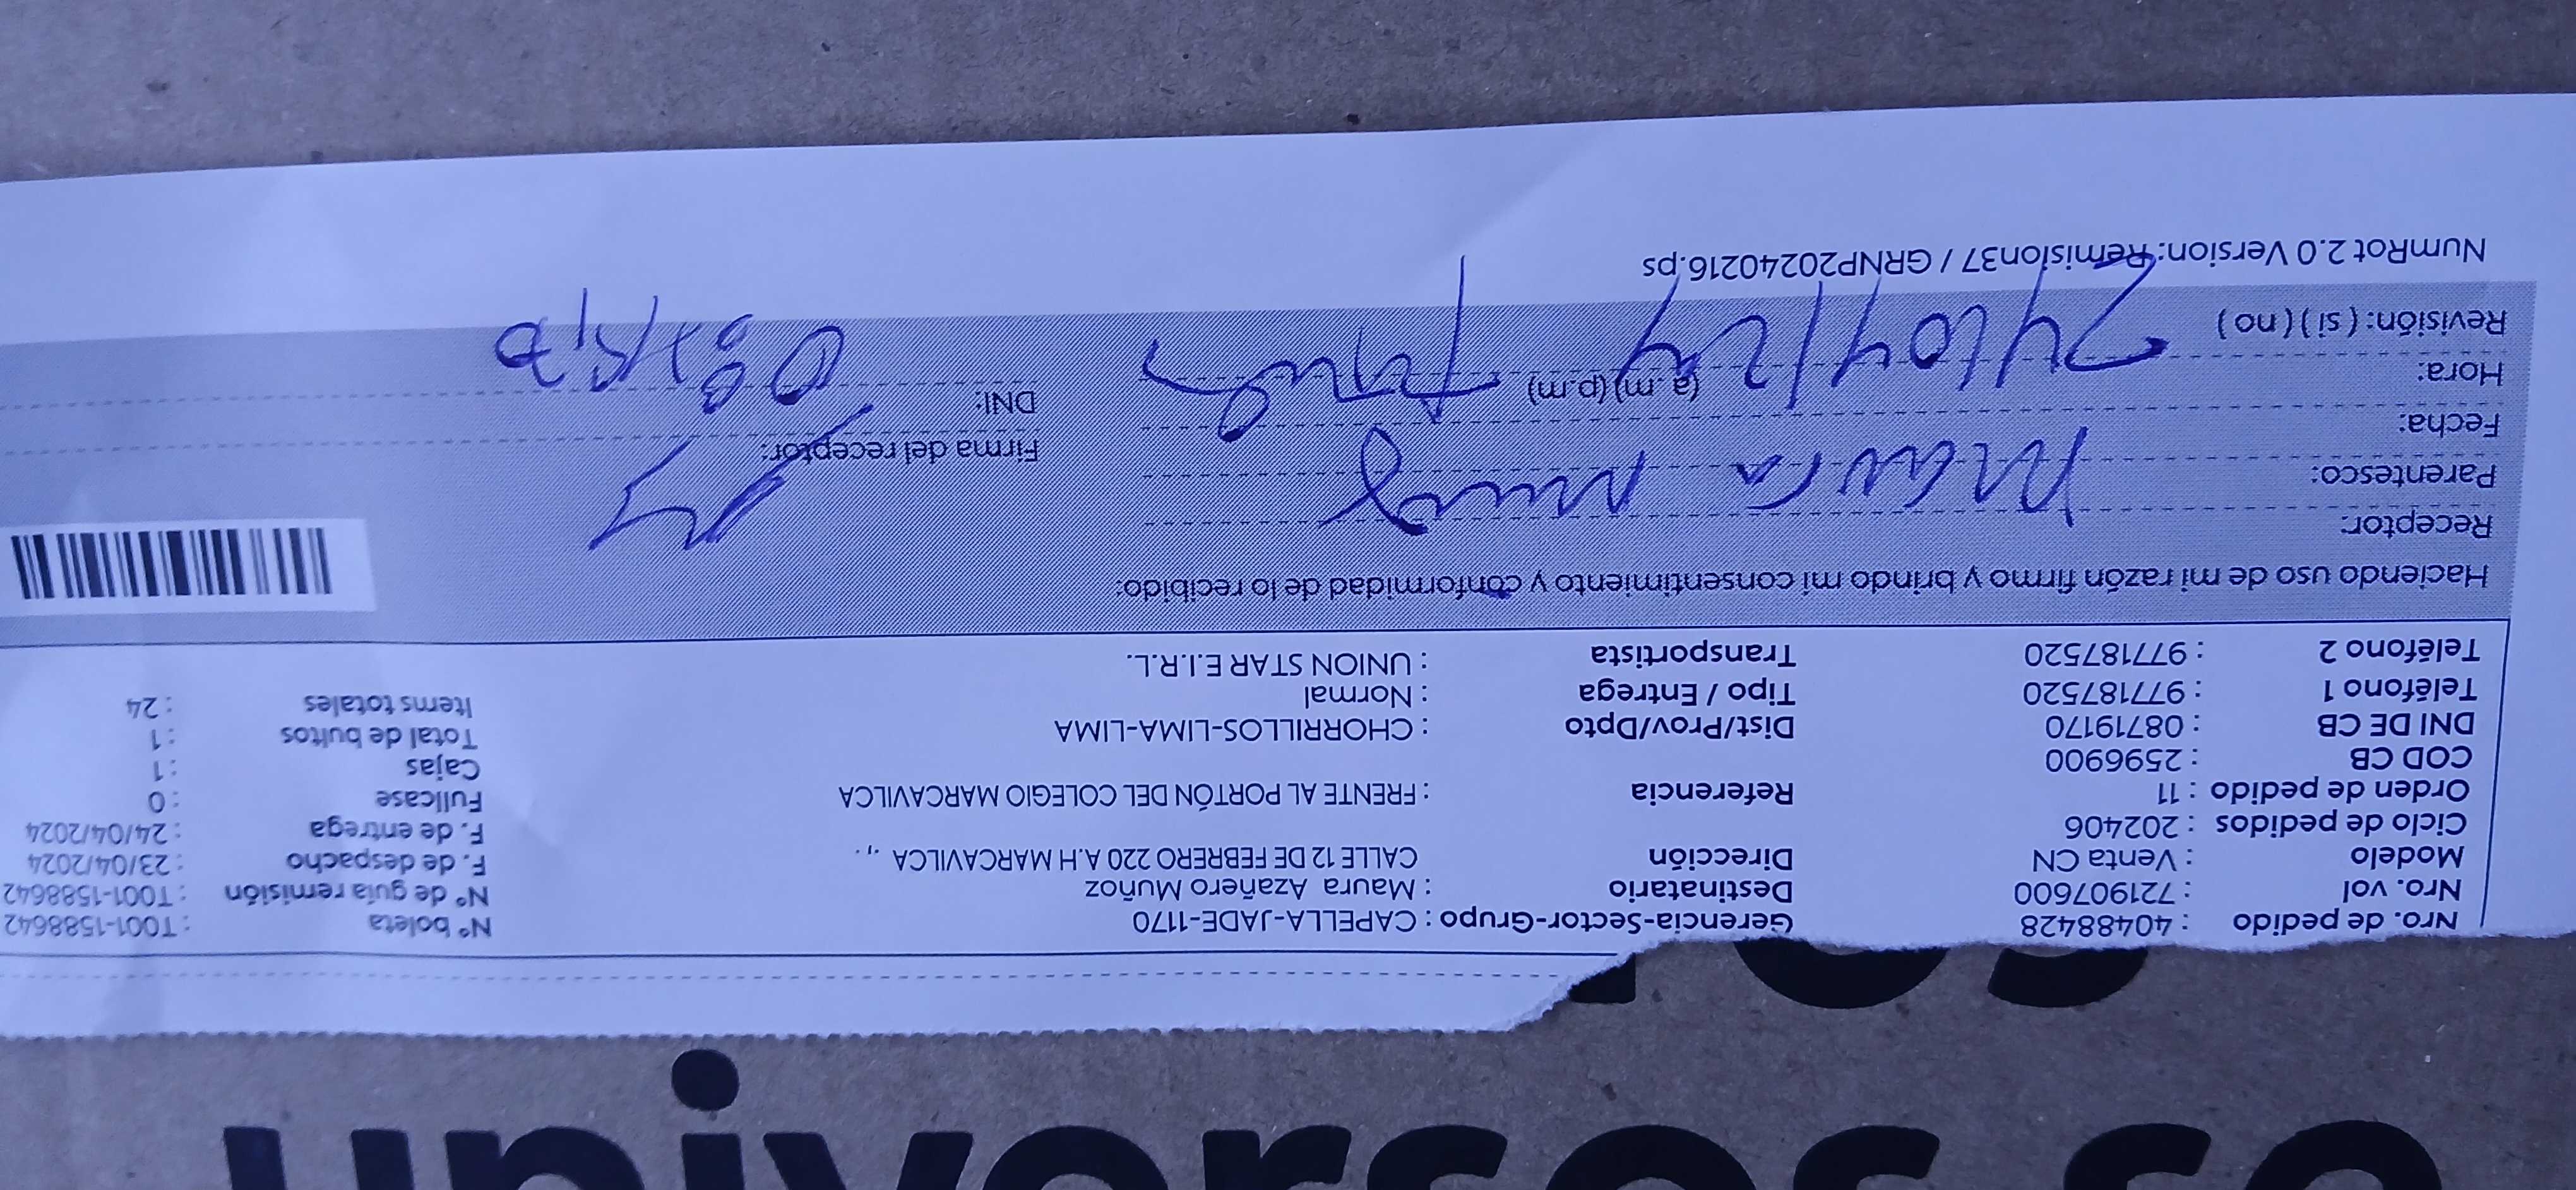 Nro. de pedido : 40488428 Gerencia-Sector-Grupo : CAPELLA-JADE-1170 N° boleta : T001-1588642
Nro. vol : 721907600 Destinatario : Maura Azañero Muñoz N° de guía remisión : T001-1588642
Modelo : Venta CN Dirección CALLE 12 DE FEBRERO 220 A.H MARCAVILCA .,. F. de despacho : 23/04/2024
Ciclo de pedidos : 202406 F. de entrega : 24/04/2024
Orden de pedido : 11 Referencia : FRENTE AL PORTÓN DEL COLEGIO MARCAVILCA Fullcase : 0
COD CB : 2596900 Cajas : 1
DNI DE CB : 08719170 Dist/Prov/Dpto : CHORRILLOS-LIMA-LIMA Total de bultos : 1
Teléfono 1 : 977187520 Tipo / Entrega : Normal Items totales : 24
Teléfono 2 : 977187520 Transportista : UNION STAR E.I.R.L.
Haciendo uso de mi razón firmo y brindo mi consentimiento y conformidad de lo recibido:
Receptor:
Parentesco: Maura
Fecha: Firma del receptor:
Hora: 24/04/24 (a.m) (p.m) DNI:
Revisión: ( si ) ( no )
NumRot 2.0 Version: Remision37 / GRNP20240216.ps
universos se